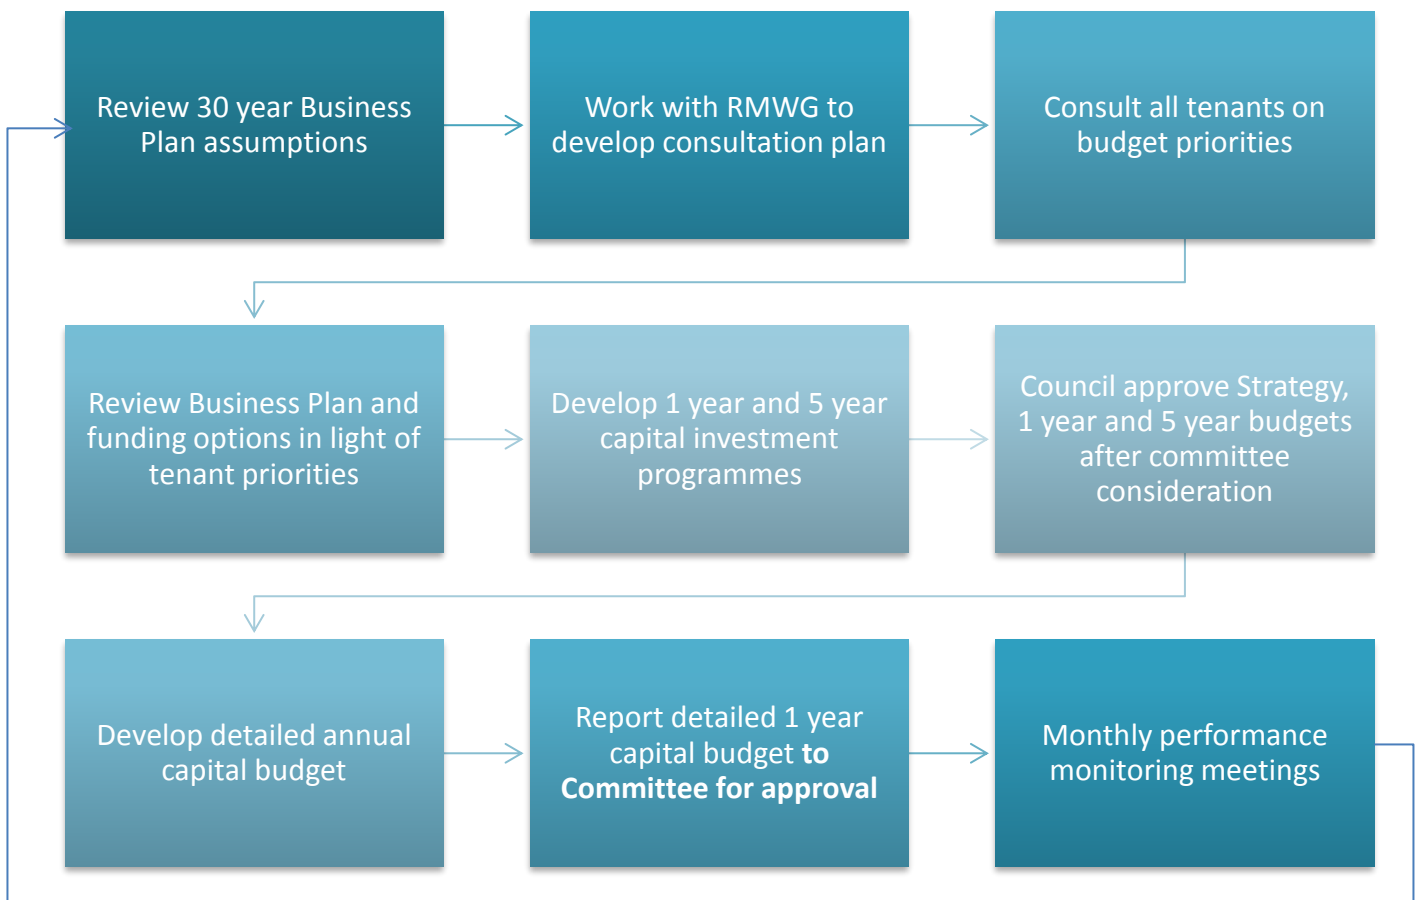 Review 30 year Business
Plan assumptions
Work with RMWG to
develop consultation plan
Consult all tenants on
budget priorities
Review Business Plan and
funding options in light of
tenant priorities
Develop 1 year and 5 year
capital investment
programmes
Council approve Strategy,
1 year and 5 year budgets
after committee
consideration
Develop detailed annual
capital budget
Report detailed 1 year
capital budget to
Committee for approval
Monthly performance
monitoring meetings